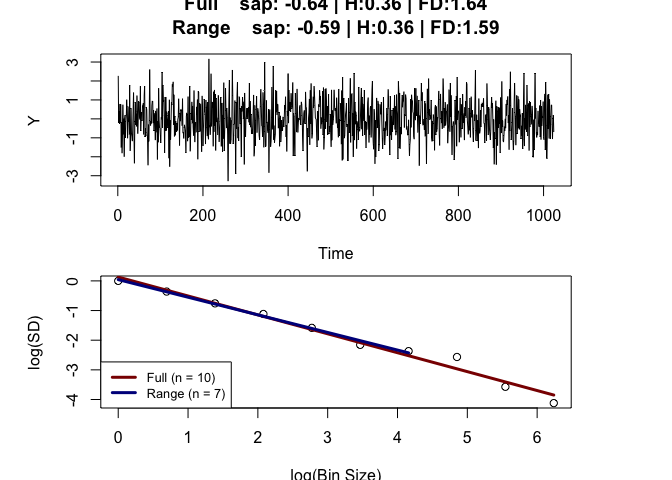 Full sap: -0.64 | H:0.36 | FD:1.64
Range sap: -0.59 | H:0.36 | FD:1.59
3
1
-1
-3
Y
0 200 400 600 800 1000
Time
0
-1
-2
-3
-4
log(SD)
Full (n = 10)
Range (n = 7)
0 1 2 3 4 5 6
log(Bin Size)